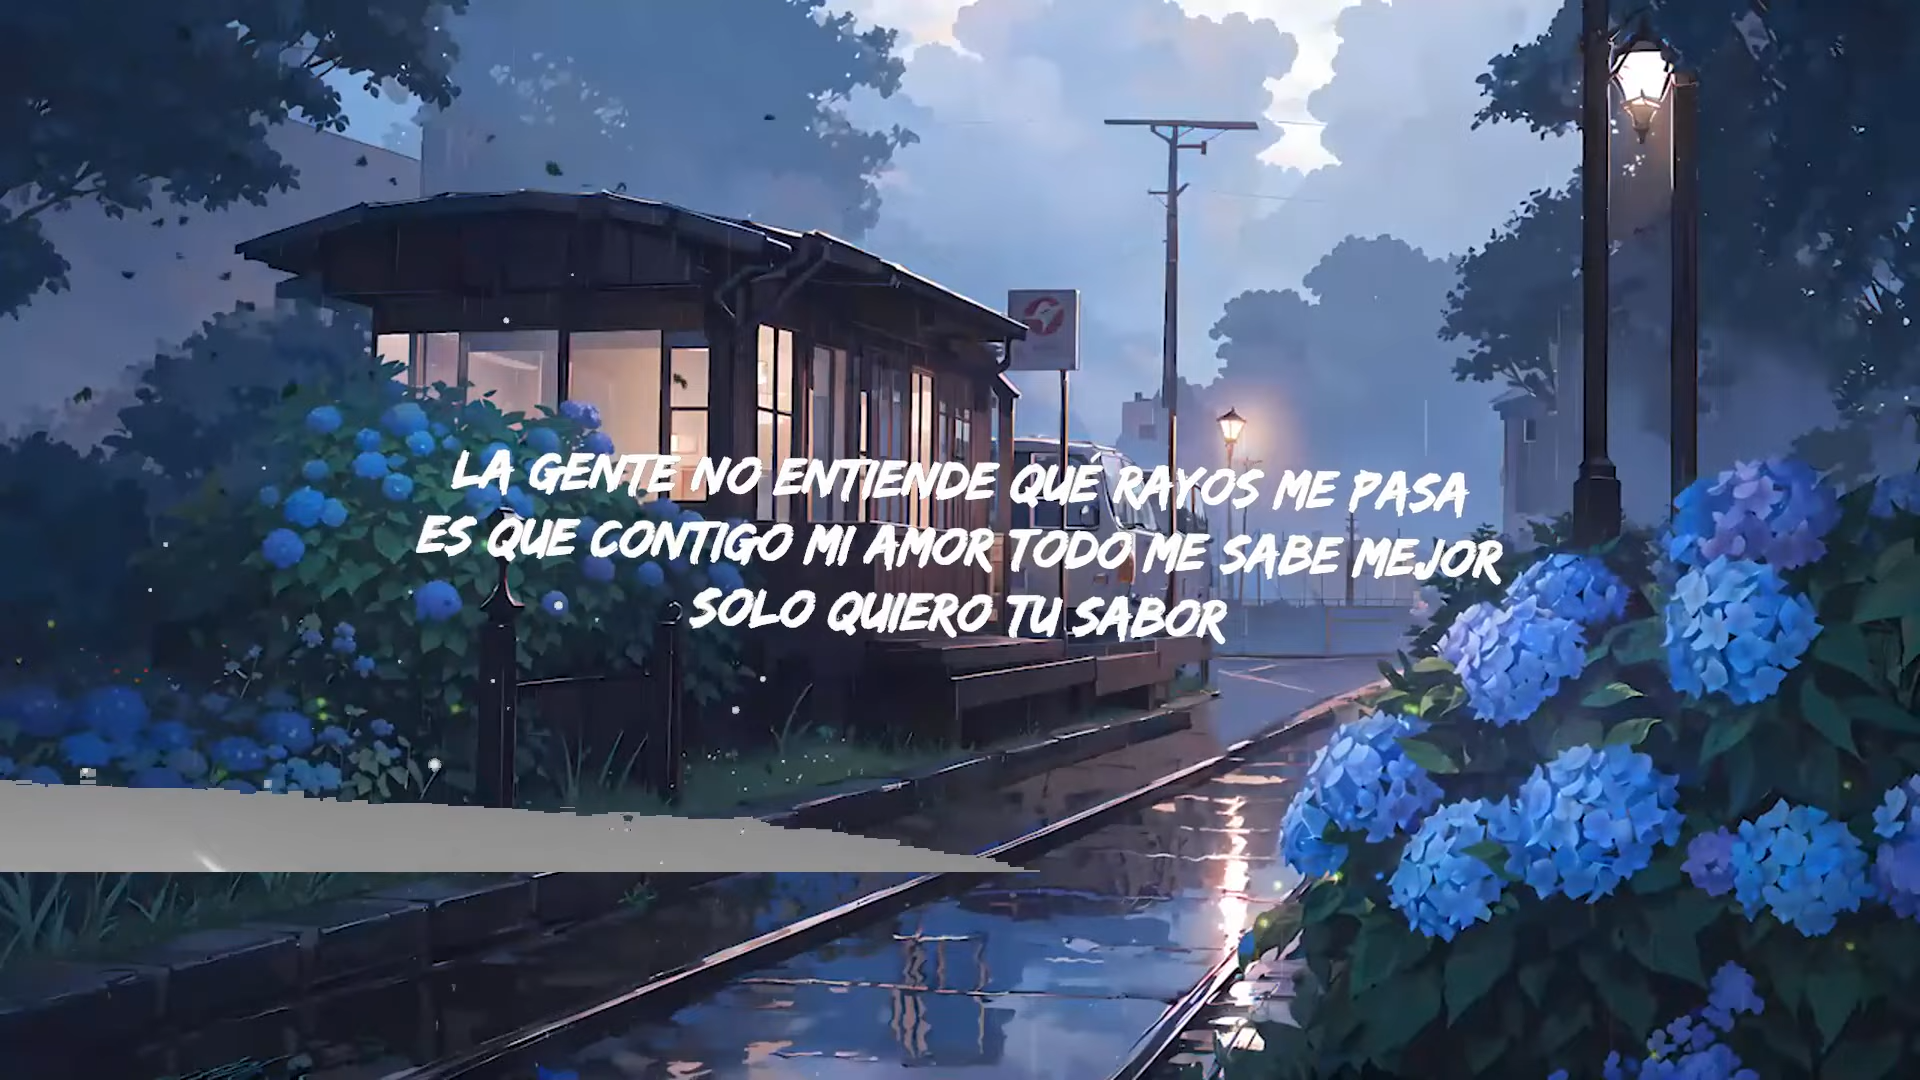 LA GENTE NO ENTIENDE QUÉ RAYOS ME PASA
ES QUE CONTIGO MI AMOR TODO ME SABE MEJOR
SOLO QUIERO TU SABOR